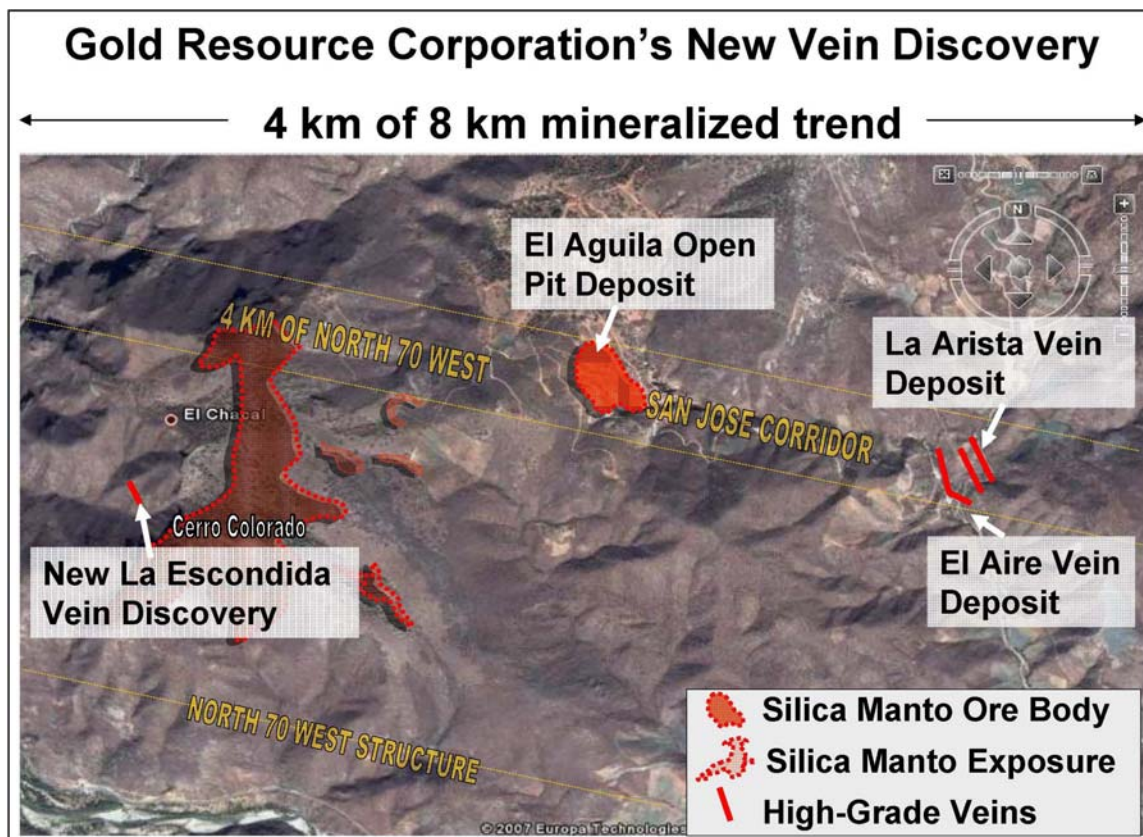 Gold Resource Corporation's New Vein Discovery
4 km of 8 km mineralized trend
N
El Aguila Open
Pit Deposit
La Arista Vein
Deposit
4 KM OF NORTH 70 WEST
SAN JOSE CORRIDOR
El Chacal
Cerro Colorado
New La Escondida
Vein Discovery
El Aire Vein
Deposit
NORTH 70 WEST STRUCTURE
Silica Manto Ore Body
Silica Manto Exposure
High-Grade Veins
© 2007 Europa Technologies